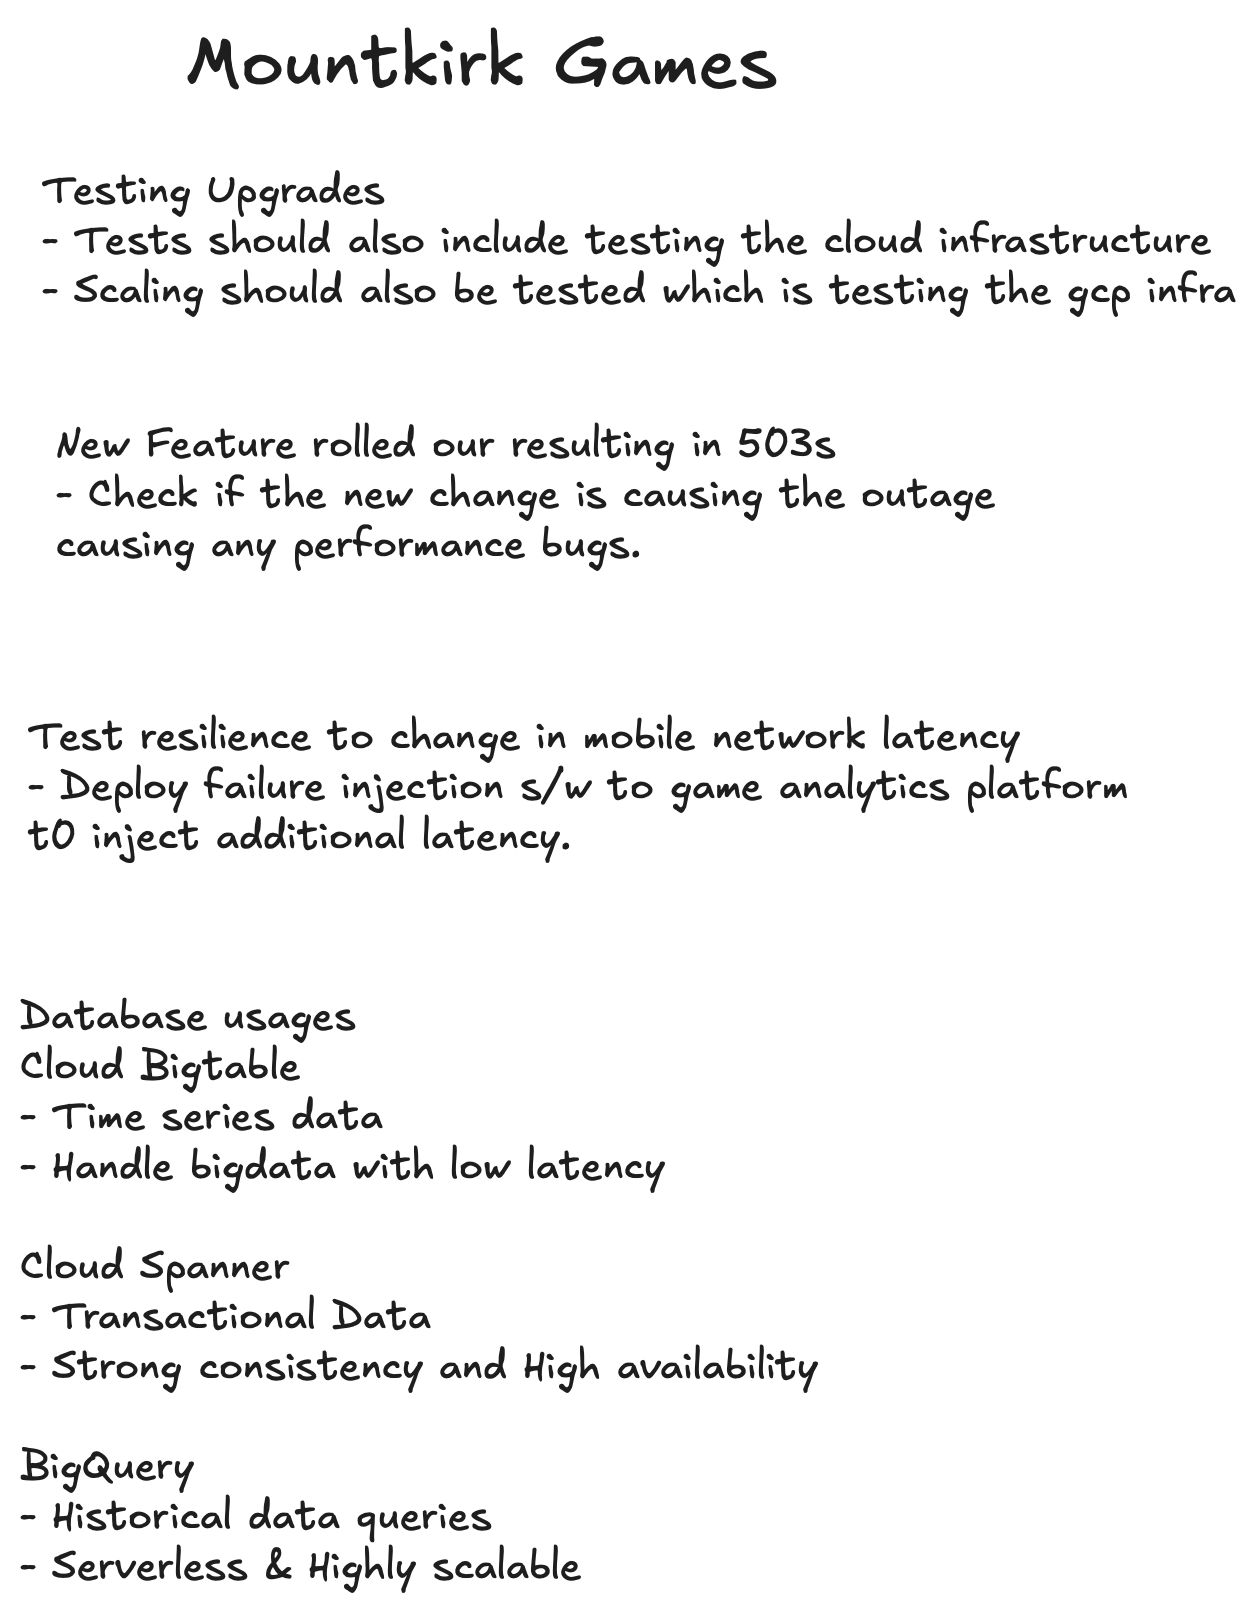 Mountkirk Games
Testing Upgrades
- Tests should also include testing the cloud infrastructure
- Scaling should also be tested which is testing the gcp infra
New Feature rolled our resulting in 503s
- Check if the new change is causing the outage
causing any performance bugs.
Test resilience to change in mobile network latency
- Deploy failure injection s/w to game analytics platform
t0 inject additional latency.
Database usages
Cloud Bigtable
- Time series data
- Handle bigdata with low latency
Cloud Spanner
- Transactional Data
- Strong consistency and High availability
BigQuery
- Historical data queries
- Serverless & Highly scalable